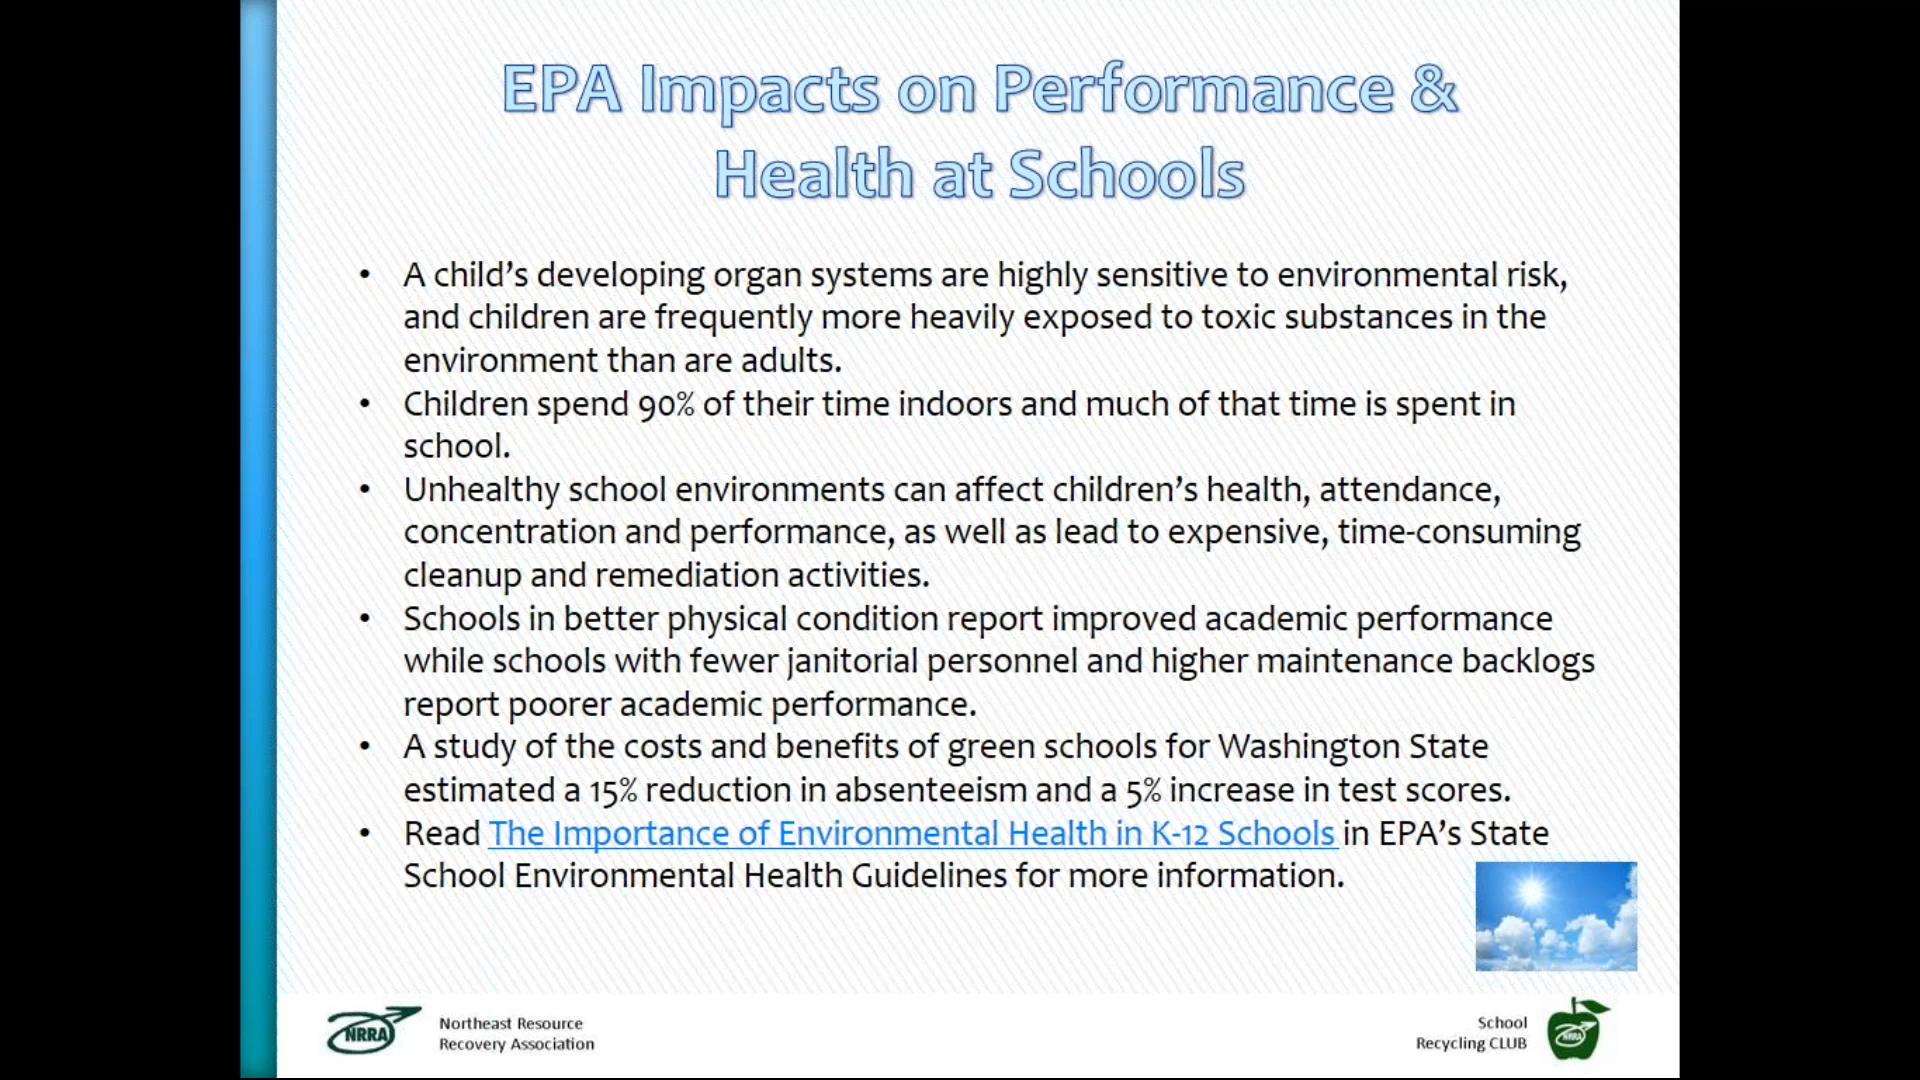 EPA Impacts on Performance &
Health at Schools
• A child’s developing organ systems are highly sensitive to environmental risk,
and children are frequently more heavily exposed to toxic substances in the
environment than are adults.
• Children spend 90% of their time indoors and much of that time is spent in
school.
• Unhealthy school environments can affect children’s health, attendance,
concentration and performance, as well as lead to expensive, time-consuming
cleanup and remediation activities.
• Schools in better physical condition report improved academic performance
while schools with fewer janitorial personnel and higher maintenance backlogs
report poorer academic performance.
• A study of the costs and benefits of green schools for Washington State
estimated a 15% reduction in absenteeism and a 5% increase in test scores.
• Read The Importance of Environmental Health in K-12 Schools in EPA’s State
School Environmental Health Guidelines for more information.
NRRA
Northeast Resource
Recovery Association
School
Recycling CLUB
NRRA